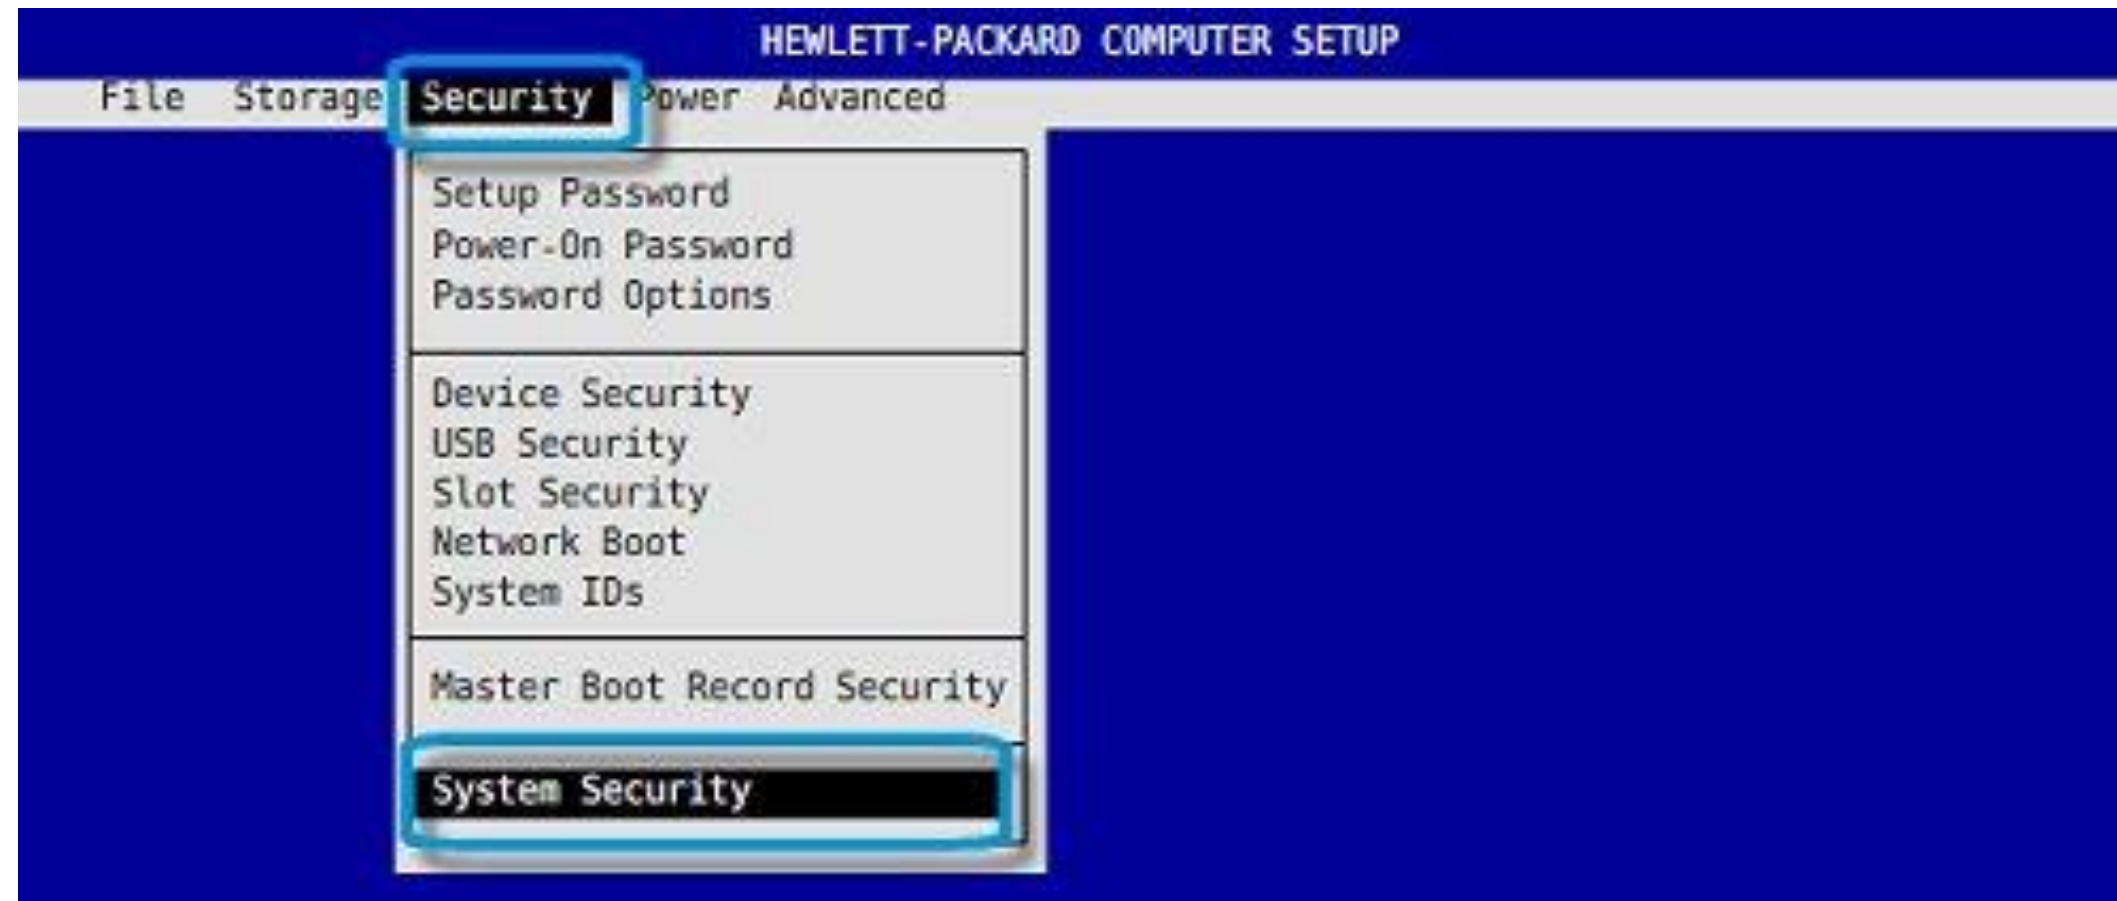 HEWLETT-PACKARD COMPUTER SETUP
File Storage Security Power Advanced
Setup Password
Power-On Password
Password Options
Device Security
USB Security
Slot Security
Network Boot
System IDs
Master Boot Record Security
System Security